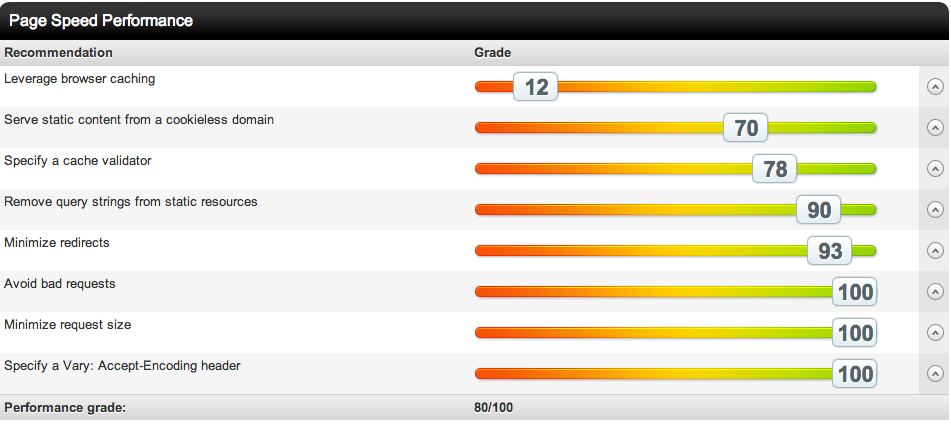 Page Speed Performance
Recommendation Grade
Leverage browser caching 12
Serve static content from a cookieless domain 70
Specify a cache validator 78
Remove query strings from static resources 90
Minimize redirects 93
Avoid bad requests 100
Minimize request size 100
Specify a Vary: Accept-Encoding header 100
Performance grade: 80/100